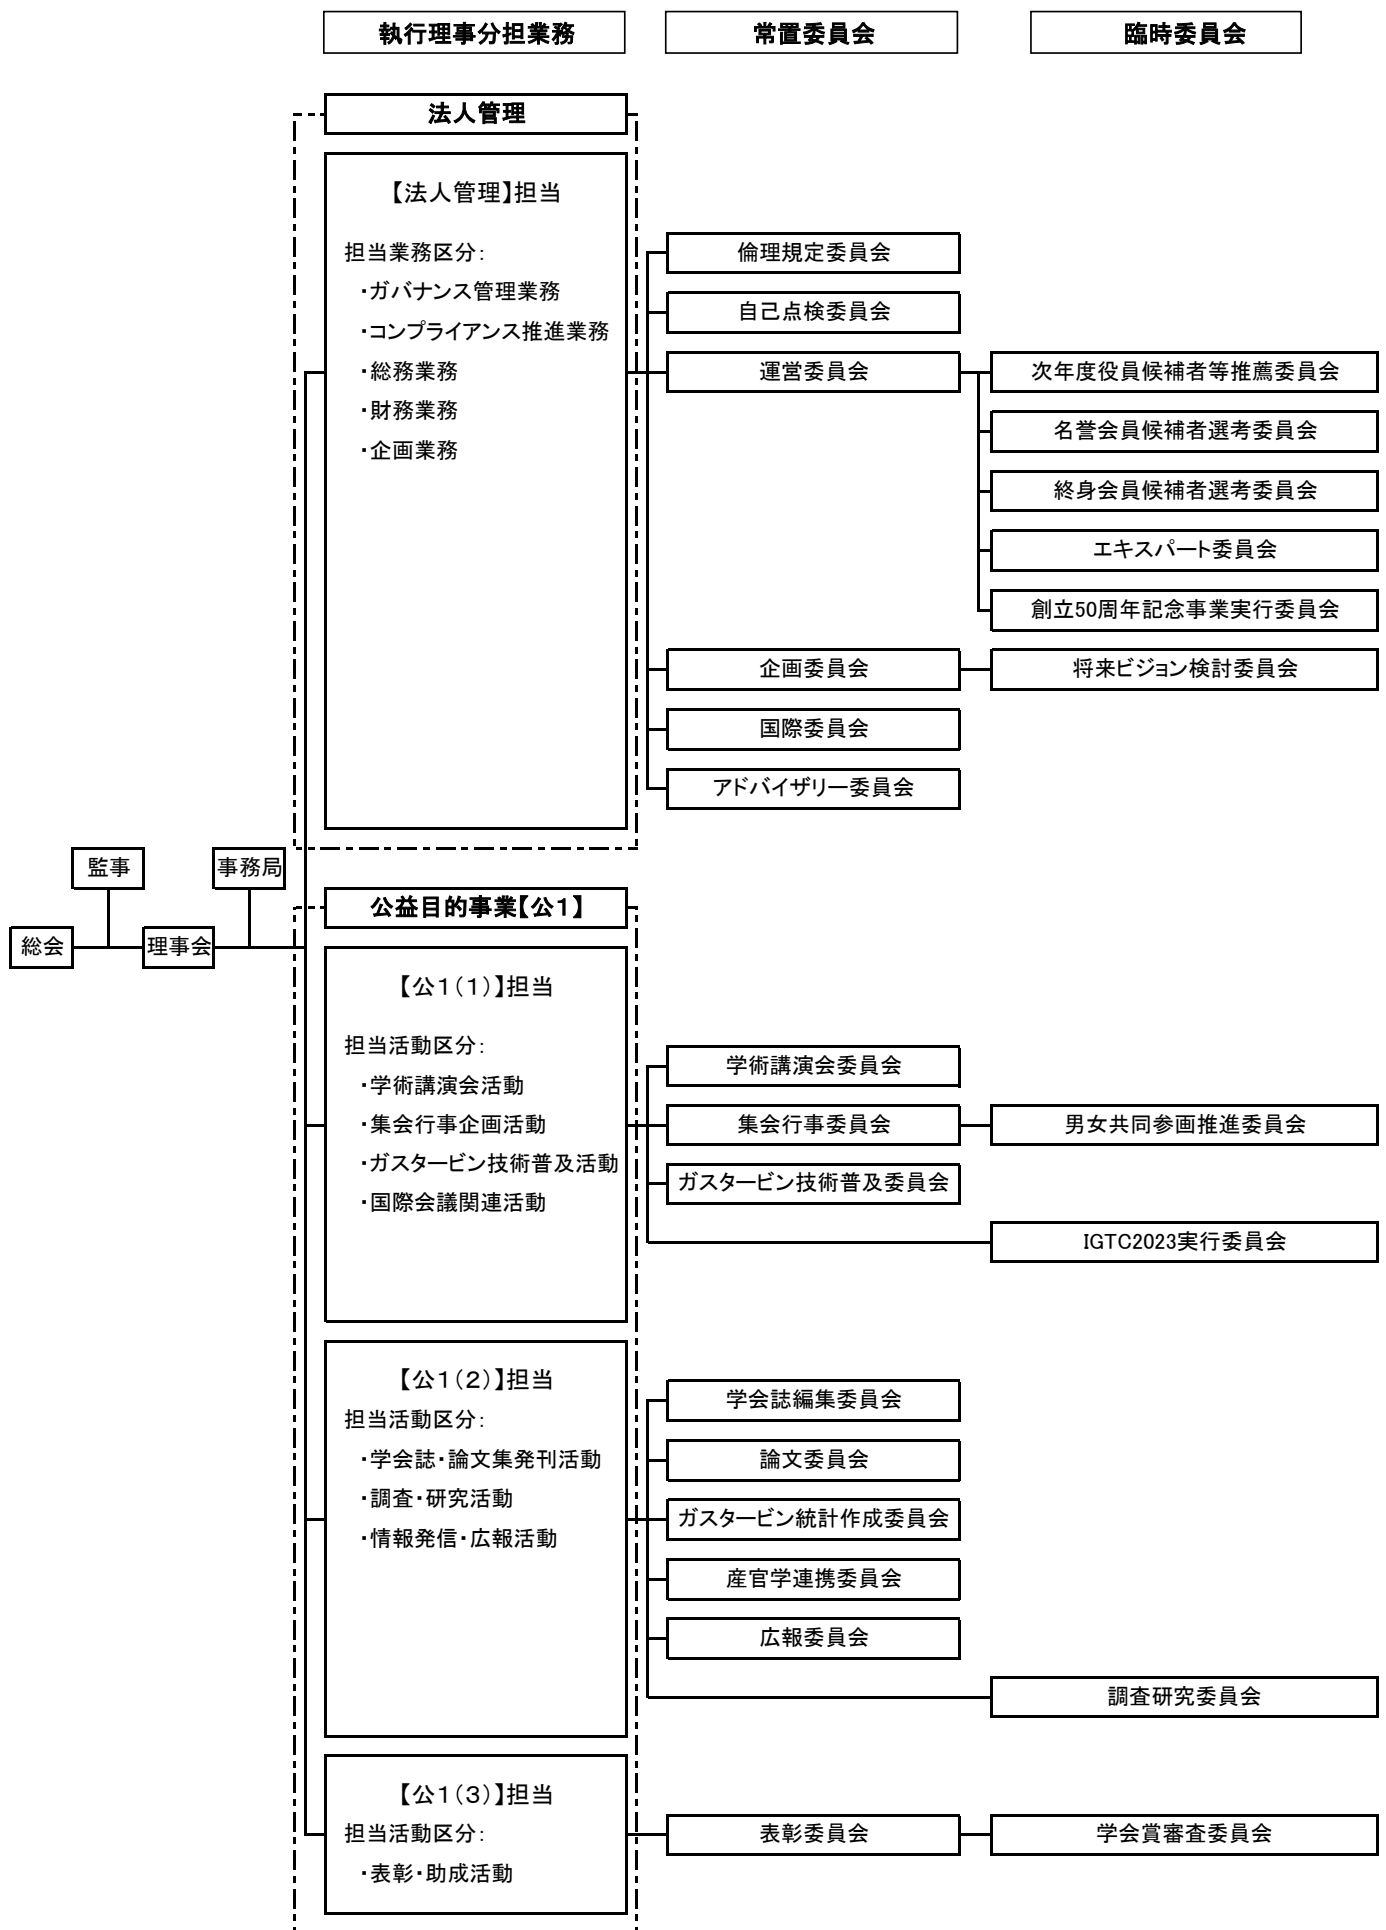 執行理事分担業務
常置委員会
臨時委員会
法人管理
【法人管理】担当
担当業務区分：
・ガバナンス管理業務
・コンプライアンス推進業務
・総務業務
・財務業務
・企画業務
倫理規定委員会
自己点検委員会
運営委員会
次年度役員候補者等推薦委員会
名誉会員候補者選考委員会
終身会員候補者選考委員会
エキスパート委員会
創立50周年記念事業実行委員会
企画委員会
将来ビジョン検討委員会
国際委員会
アドバイザリー委員会
監事
事務局
総会
理事会
公益目的事業【公１】
【公１（１）】担当
担当活動区分：
・学術講演会活動
・集会行事企画活動
・ガスタービン技術普及活動
・国際会議関連活動
学術講演会委員会
集会行事委員会
男女共同参画推進委員会
ガスタービン技術普及委員会
IGTC2023実行委員会
【公１（２）】担当
担当活動区分：
・学会誌・論文集発刊活動
・調査・研究活動
・情報発信・広報活動
学会誌編集委員会
論文委員会
ガスタービン統計作成委員会
産官学連携委員会
広報委員会
調査研究委員会
【公１（３）】担当
担当活動区分：
・表彰・助成活動
表彰委員会
学会賞審査委員会